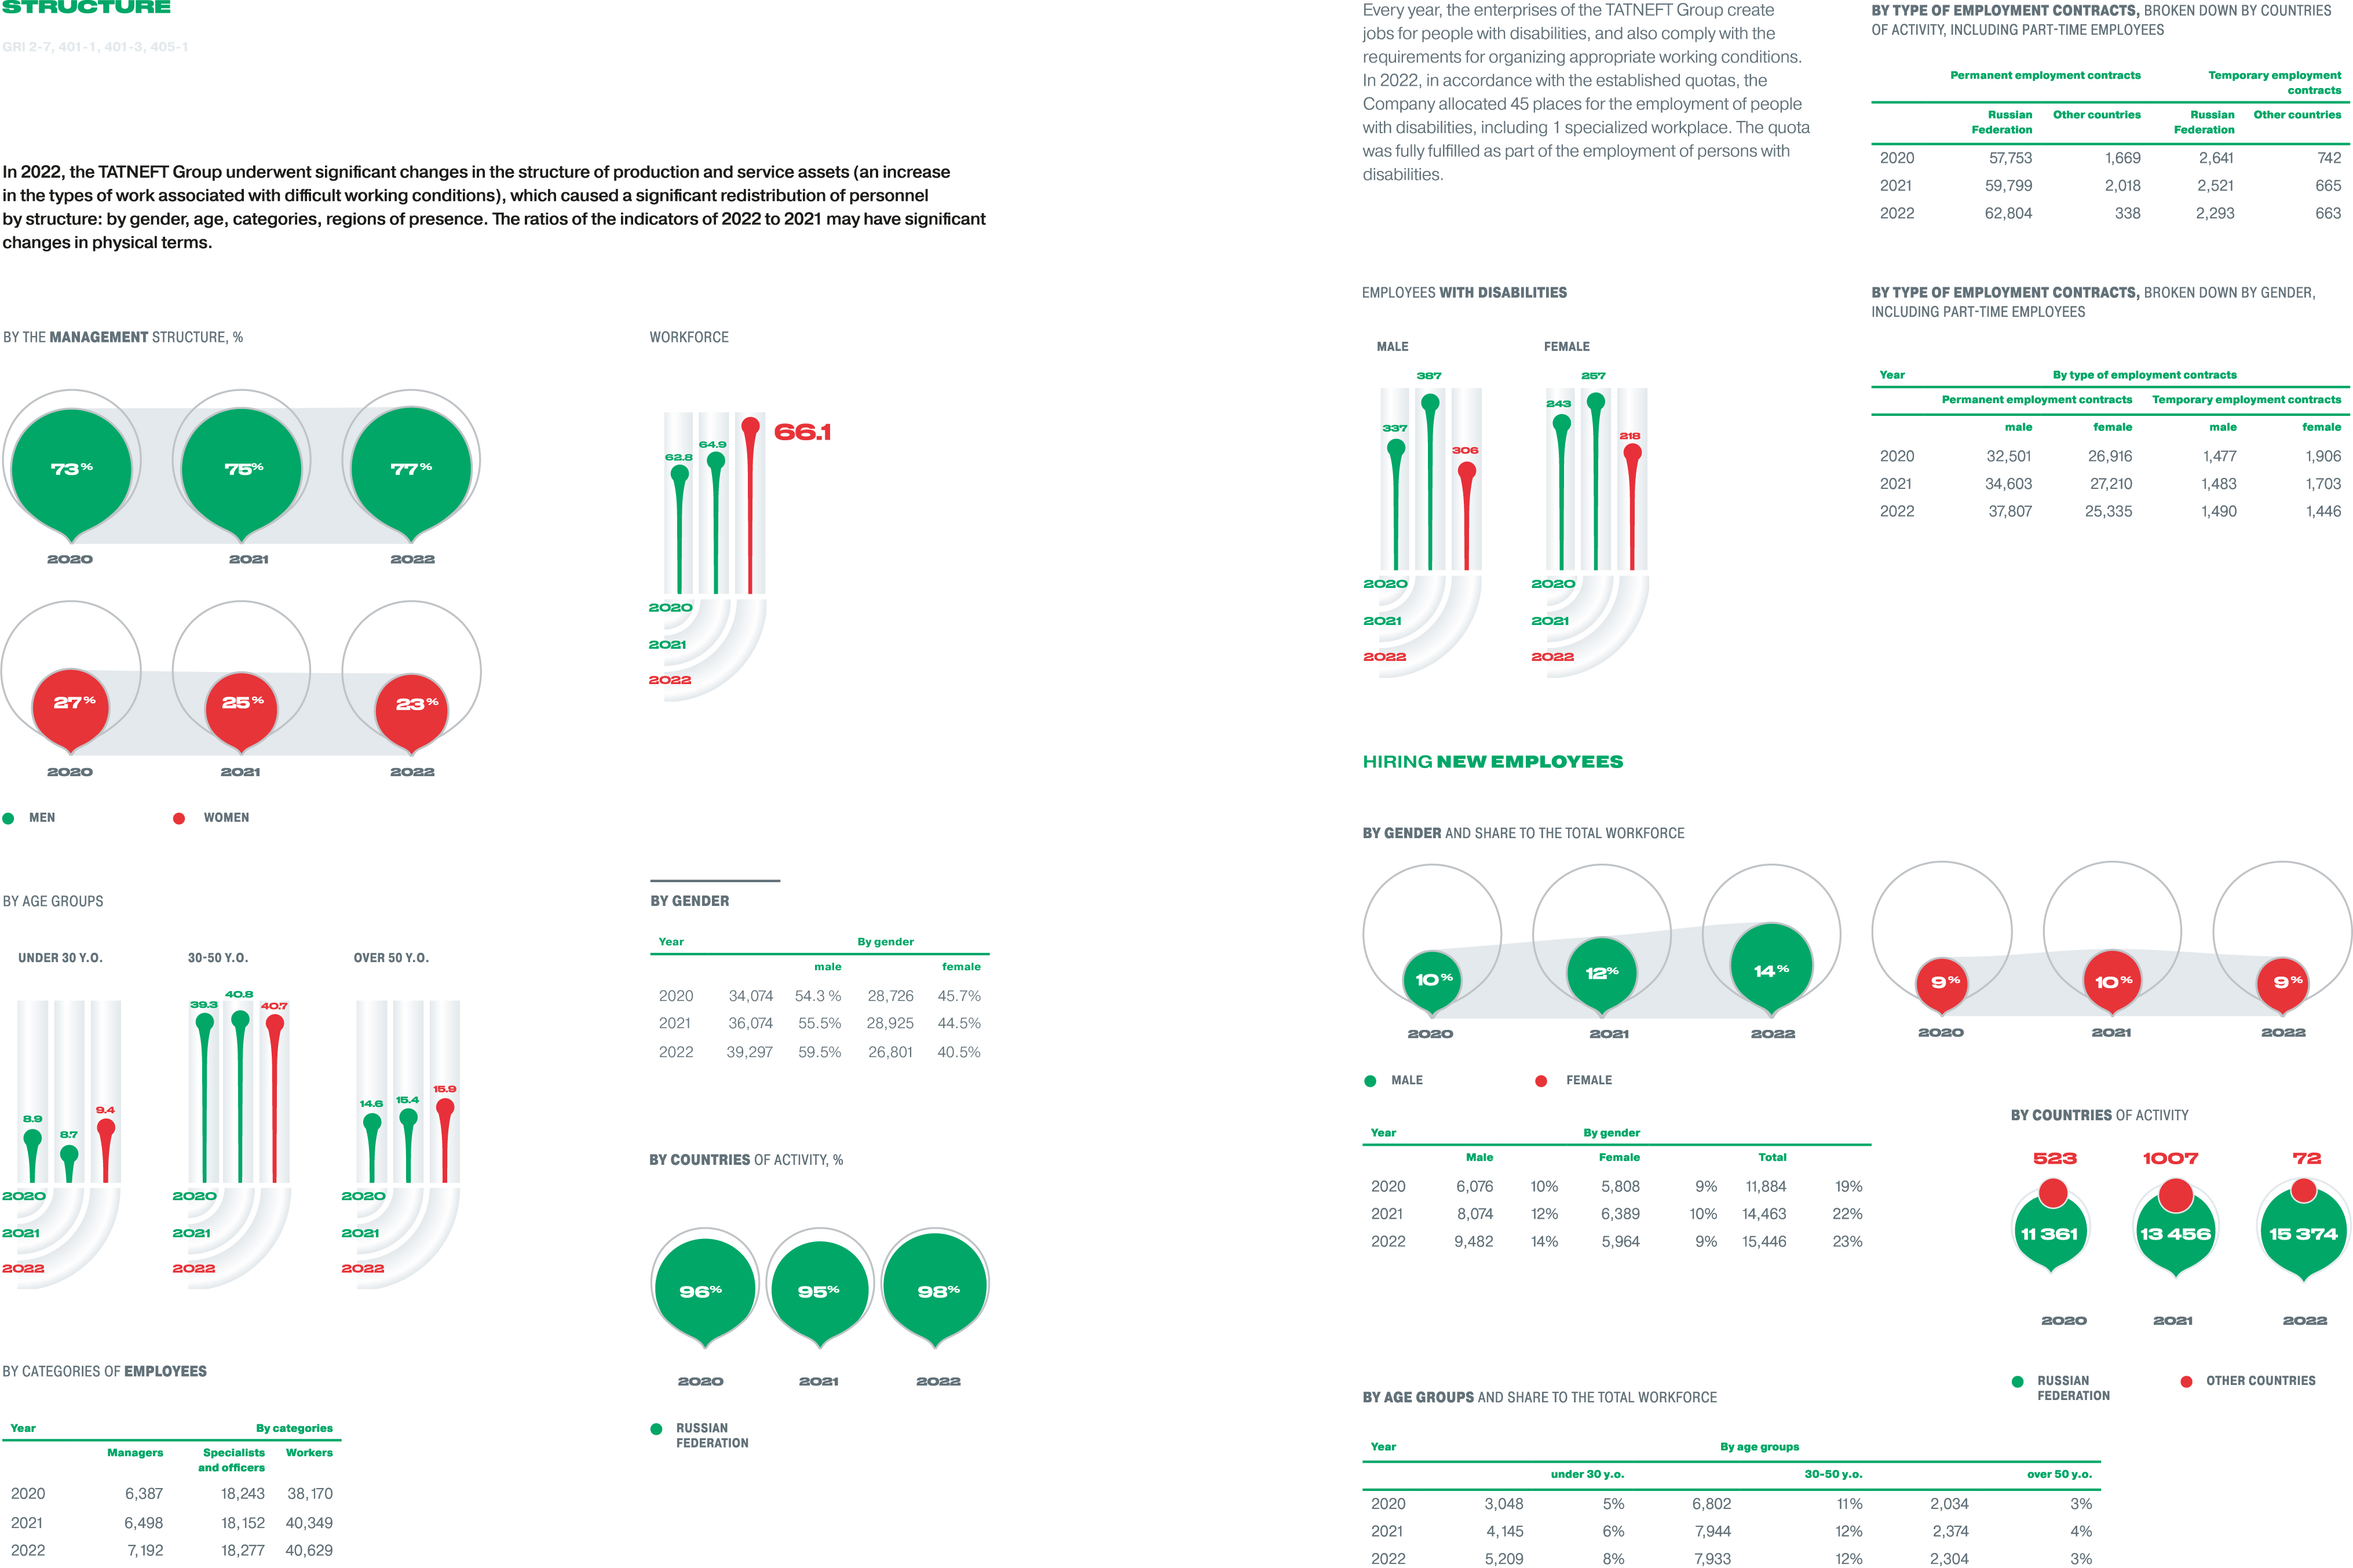 STRUCTURE
GRI 2-7, 401-1, 401-3, 405-1
In 2022, the TATNEFT Group underwent significant changes in the structure of production and service assets (an increase
in the types of work associated with difficult working conditions), which caused a significant redistribution of personnel
by structure: by gender, age, categories, regions of presence. The ratios of the indicators of 2022 to 2021 may have significant
changes in physical terms.
BY THE MANAGEMENT STRUCTURE, %
73%
75%
77%
2020
2021
2022
27%
25%
23%
2020
2021
2022
MEN
WOMEN
WORKFORCE
62.8
64.9
66.1
2020
2021
2022
BY AGE GROUPS
UNDER 30 Y.O.
8.9
8.7
9.4
2020
2021
2022
30-50 Y.O.
39.3
40.8
40.7
2020
2021
2022
OVER 50 Y.O.
14.6
15.4
15.9
2020
2021
2022
BY GENDER
Year By gender
male female
2020 34,074 54.3 % 28,726 45.7%
2021 36,074 55.5% 28,925 44.5%
2022 39,297 59.5% 26,801 40.5%
BY COUNTRIES OF ACTIVITY, %
96%
95%
98%
2020
2021
2022
RUSSIAN
FEDERATION
BY CATEGORIES OF EMPLOYEES
Year By categories
Managers Specialists Workers
and officers
2020 6,387 18,243 38,170
2021 6,498 18,152 40,349
2022 7,192 18,277 40,629
Every year, the enterprises of the TATNEFT Group create
jobs for people with disabilities, and also comply with the
requirements for organizing appropriate working conditions.
In 2022, in accordance with the established quotas, the
Company allocated 45 places for the employment of people
with disabilities, including 1 specialized workplace. The quota
was fully fulfilled as part of the employment of persons with
disabilities.
EMPLOYEES WITH DISABILITIES
MALE
337
387
306
2020
2021
2022
FEMALE
243
257
218
2020
2021
2022
BY TYPE OF EMPLOYMENT CONTRACTS, BROKEN DOWN BY COUNTRIES
OF ACTIVITY, INCLUDING PART-TIME EMPLOYEES
Permanent employment contracts Temporary employment
contracts
Russian Other countries Russian Other countries
Federation Federation
2020 57,753 1,669 2,641 742
2021 59,799 2,018 2,521 665
2022 62,804 338 2,293 663
BY TYPE OF EMPLOYMENT CONTRACTS, BROKEN DOWN BY GENDER,
INCLUDING PART-TIME EMPLOYEES
Year By type of employment contracts
Permanent employment contracts Temporary employment contracts
male female male female
2020 32,501 26,916 1,477 1,906
2021 34,603 27,210 1,483 1,703
2022 37,807 25,335 1,490 1,446
HIRING NEW EMPLOYEES
BY GENDER AND SHARE TO THE TOTAL WORKFORCE
10%
12%
14%
9%
10%
9%
2020
2021
2022
2020
2021
2022
MALE
FEMALE
Year By gender
Male Female Total
2020 6,076 10% 5,808 9% 11,884 19%
2021 8,074 12% 6,389 10% 14,463 22%
2022 9,482 14% 5,964 9% 15,446 23%
BY COUNTRIES OF ACTIVITY
523
1007
72
11 361
13 456
15 374
2020
2021
2022
RUSSIAN
FEDERATION
OTHER COUNTRIES
BY AGE GROUPS AND SHARE TO THE TOTAL WORKFORCE
Year By age groups
under 30 y.o. 30-50 y.o. over 50 y.o.
2020 3,048 5% 6,802 11% 2,034 3%
2021 4,145 6% 7,944 12% 2,374 4%
2022 5,209 8% 7,933 12% 2,304 3%